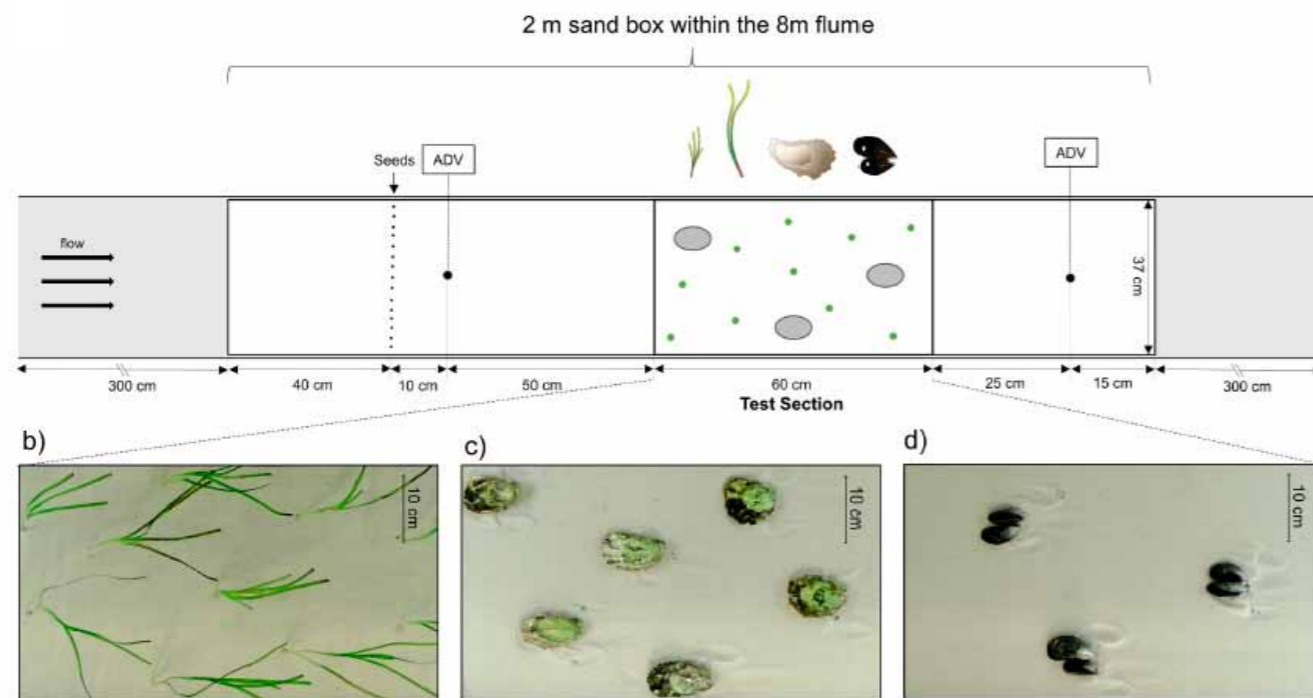 2 m sand box within the 8m flume
Seeds
ADV
ADV
flow
37 cm
300 cm
40 cm
10 cm
50 cm
60 cm
25 cm
15 cm
300 cm
Test Section
b)
c)
d)
10 cm
10 cm
10 cm